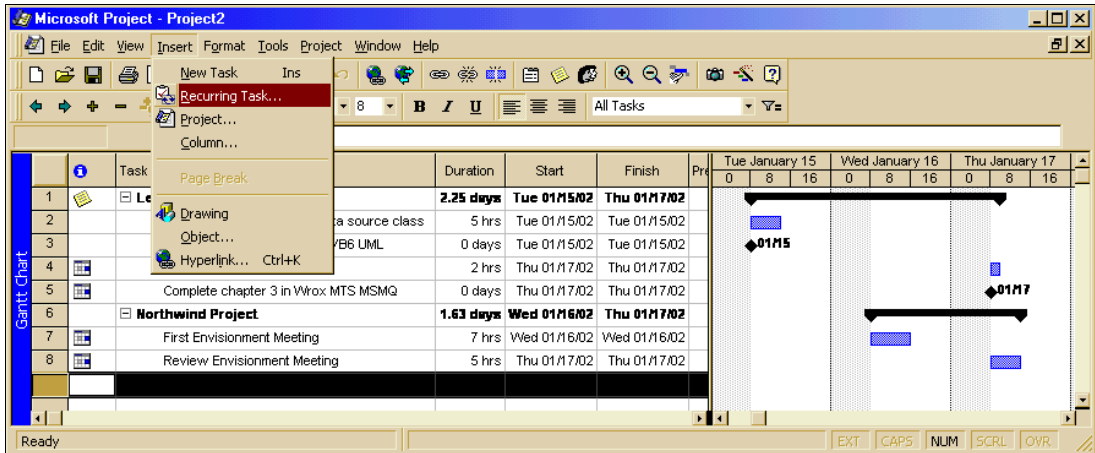 Microsoft Project - Project2
File Edit View Insert Format Tools Project Window Help
New Task Ins
Recurring Task...
Project...
Column...
Page Break
Drawing
Object...
Hyperlink... Ctrl+K
8 B I U All Tasks
Task Duration Start Finish Pre
Tue January 15 Wed January 16 Thu January 17
0 8 16 0 8 16 0 8 16
1 Le 2.25 days Tue 01/15/02 Thu 01/17/02
2 ta source class 5 hrs Tue 01/15/02 Tue 01/15/02
3 /B6 UML 0 days Tue 01/15/02 Tue 01/15/02 01/15
4 2 hrs Thu 01/17/02 Thu 01/17/02
5 Complete chapter 3 in Wrox MTS MSMQ 0 days Thu 01/17/02 Thu 01/17/02 01/17
6 Northwind Project 1.63 days Wed 01/16/02 Thu 01/17/02
7 First Envisionment Meeting 7 hrs Wed 01/16/02 Wed 01/16/02
8 Review Envisionment Meeting 5 hrs Thu 01/17/02 Thu 01/17/02
Gantt Chart
Ready EXT CAPS NUM SCRL OVR